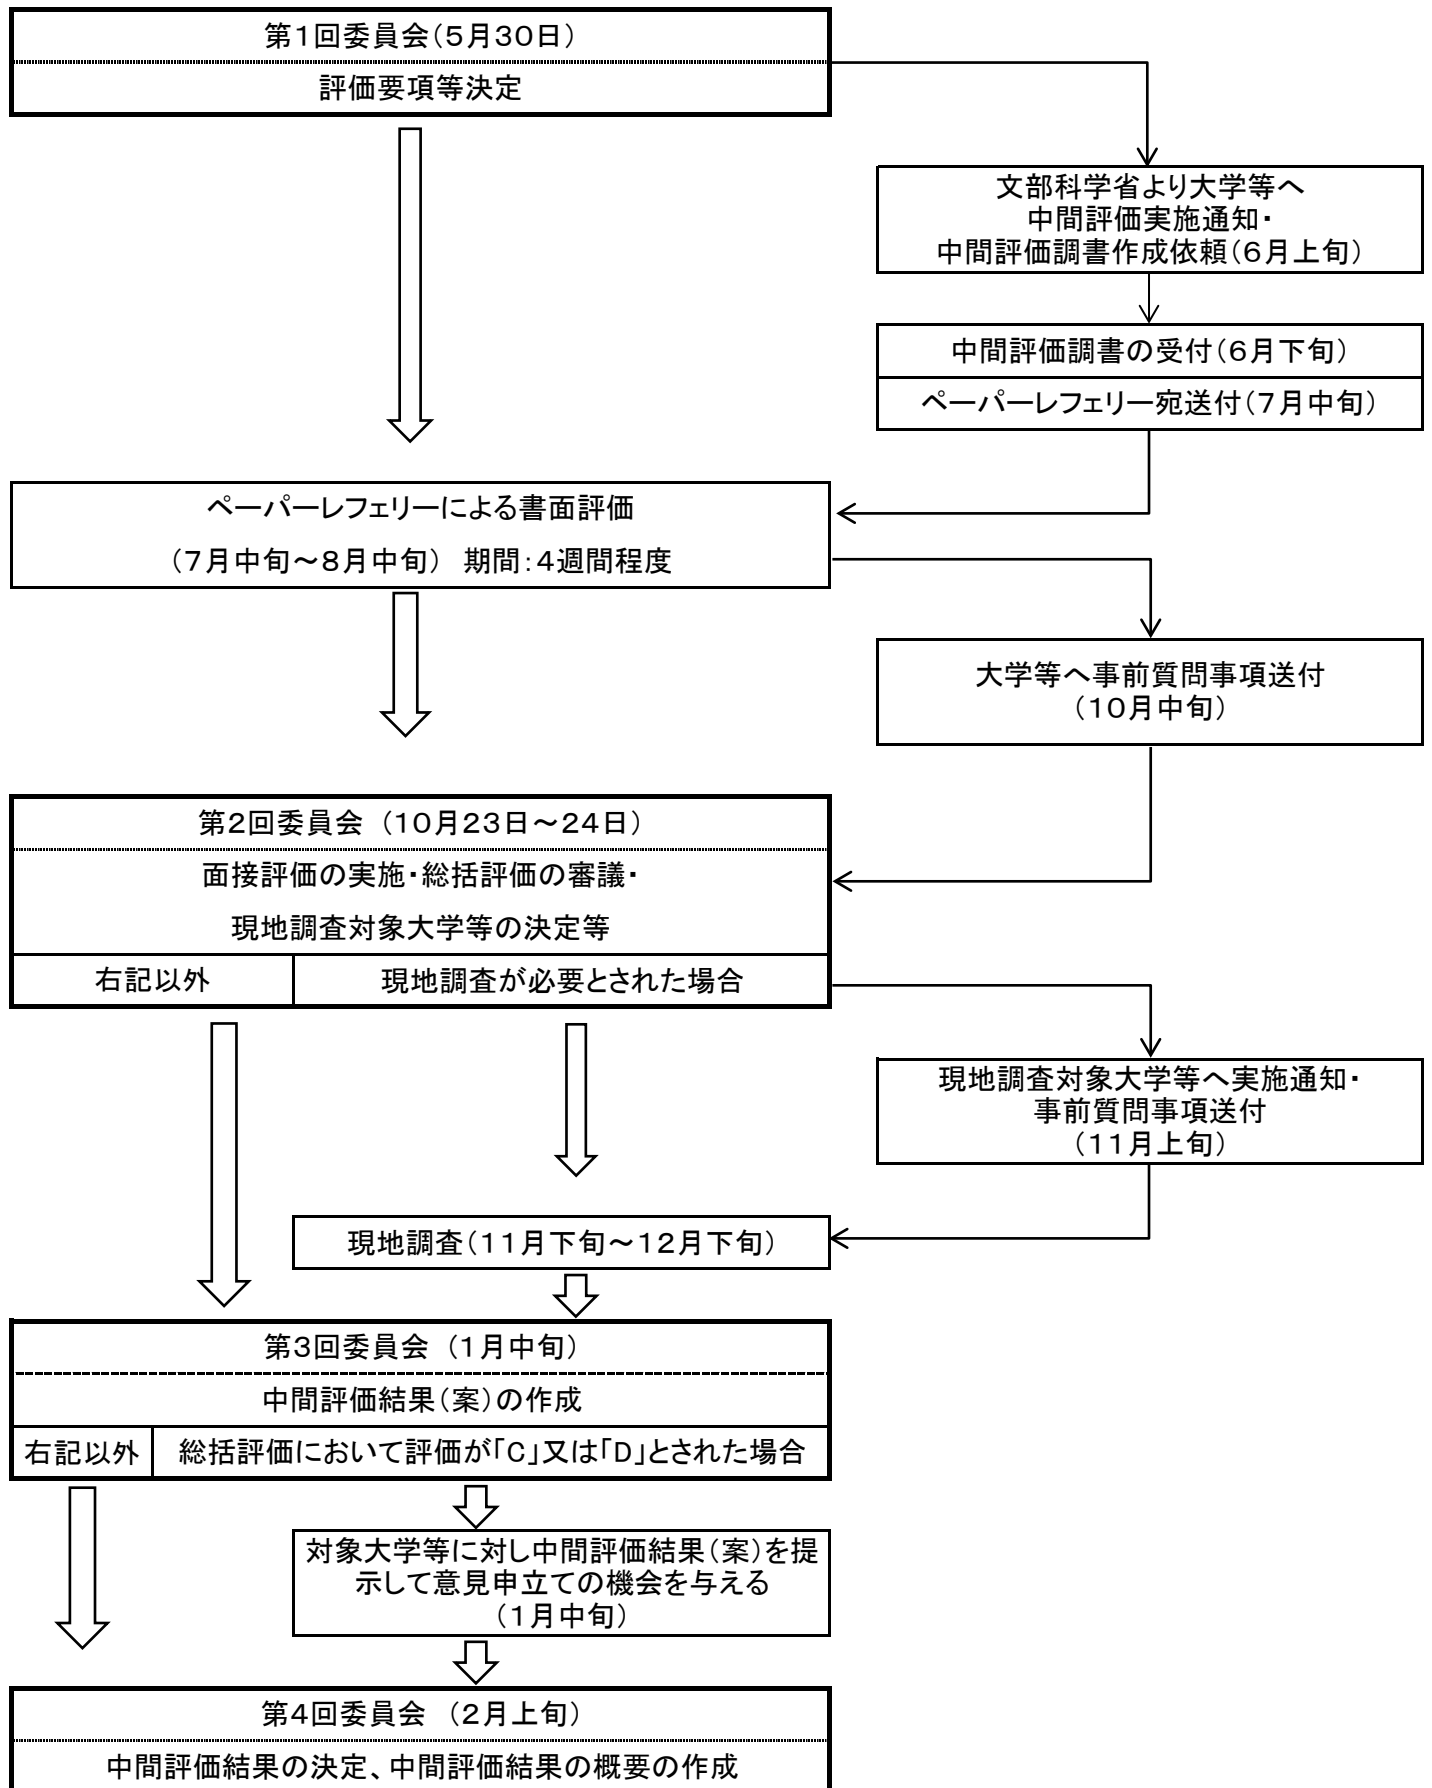 第1回委員会(5月30日)
評価要項等決定
文部科学省より大学等へ
中間評価実施通知・
中間評価調書作成依頼(6月上旬)
中間評価調書の受付(6月下旬)
ペーパーレフェリー宛送付(7月中旬)
ペーパーレフェリーによる書面評価
(7月中旬~8月中旬) 期間:4週間程度
大学等へ事前質問事項送付
(10月中旬)
第2回委員会 (10月23日~24日)
面接評価の実施・総括評価の審議・
現地調査対象大学等の決定等
右記以外 現地調査が必要とされた場合
現地調査対象大学等へ実施通知・
事前質問事項送付
(11月上旬)
現地調査(11月下旬~12月下旬)
第3回委員会 (1月中旬)
中間評価結果(案)の作成
右記以外 総括評価において評価が「C」又は「D」とされた場合
対象大学等に対し中間評価結果(案)を提
示して意見申立ての機会を与える
(1月中旬)
第4回委員会 (2月上旬)
中間評価結果の決定、中間評価結果の概要の作成